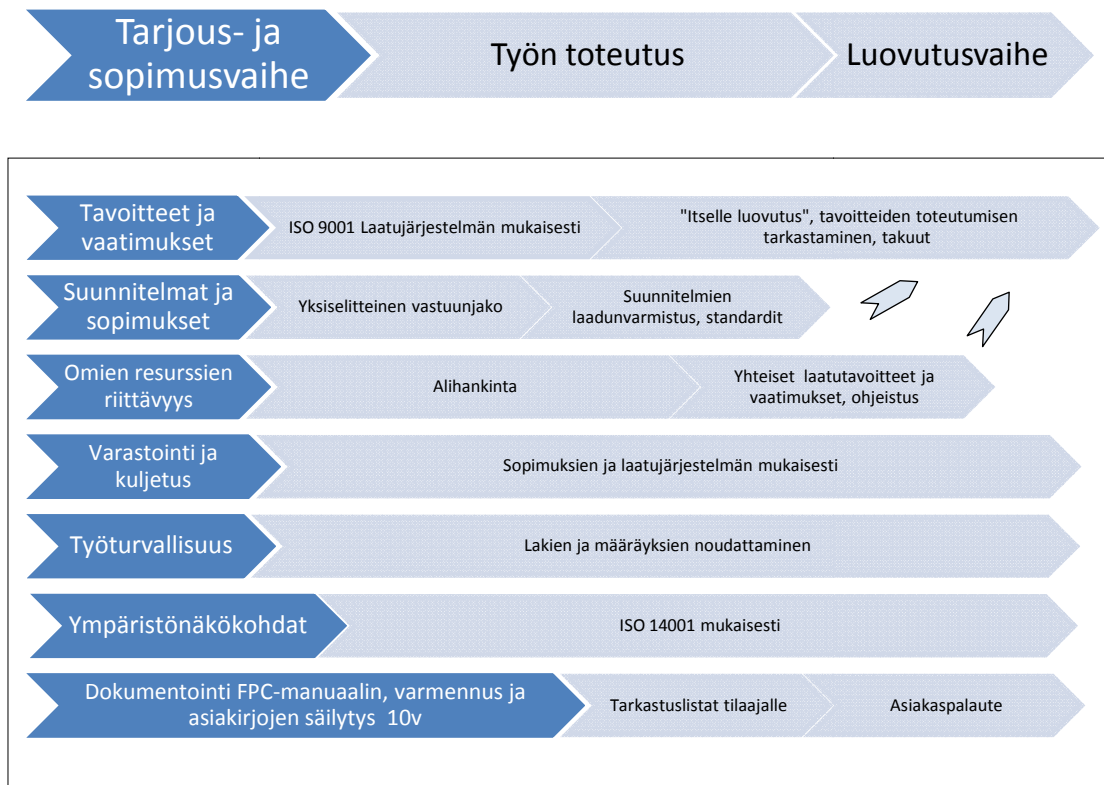 Tarjous- ja
sopimusvaihe
Työn toteutus
Luovutusvaihe
Tavoitteet ja
vaatimukset
ISO 9001 Laatujärjestelmän mukaisesti
"Itselle luovutus", tavoitteiden toteutumisen
tarkastaminen, takuut
Suunnitelmat ja
sopimukset
Yksiselitteinen vastuunjako
Suunnitelmien
laadunvarmistus, standardit
Omien resurssien
riittävyys
Alihankinta
Yhteiset laatutavoitteet ja
vaatimukset, ohjeistus
Varastointi ja
kuljetus
Sopimuksien ja laatujärjestelmän mukaisesti
Työturvallisuus
Lakien ja määräyksien noudattaminen
Ympäristönäkökohdat
ISO 14001 mukaisesti
Dokumentointi FPC-manuaalin, varmennus ja
asiakirjojen säilytys 10v
Tarkastuslistat tilaajalle
Asiakaspalaute